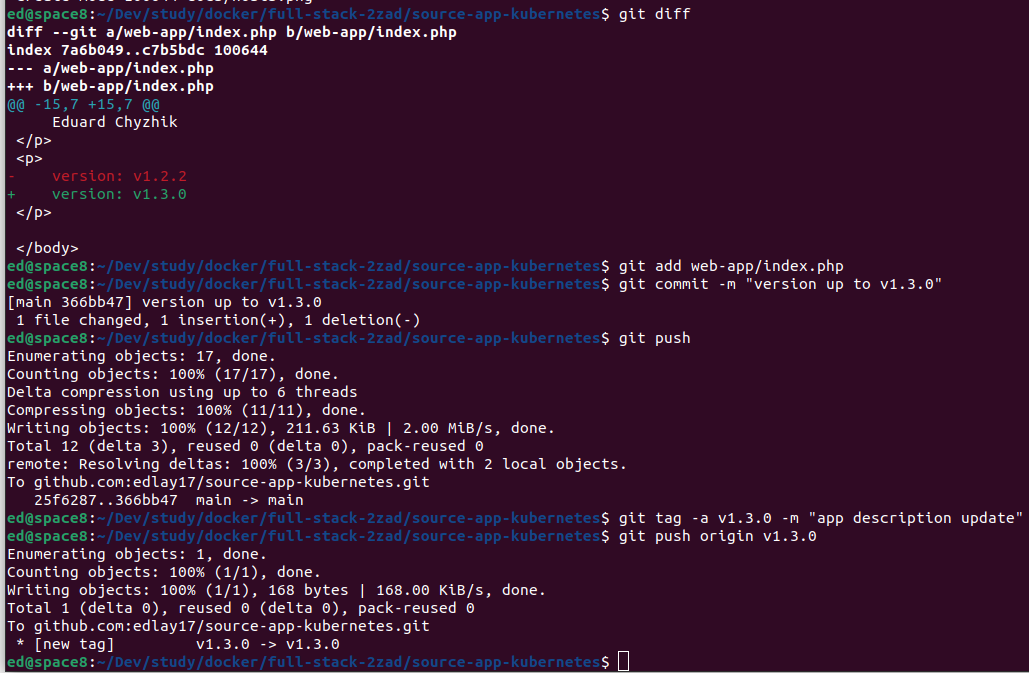 ed@space8:~/Dev/study/docker/full-stack-2zad/source-app-kubernetes$ git diff
diff --git a/web-app/index.php b/web-app/index.php
index 7a6b049..c7b5bdc 100644
--- a/web-app/index.php
+++ b/web-app/index.php
@@ -15,7 +15,7 @@
     Eduard Chyzhik
 </p>
 <p>
-    version: v1.2.2
+    version: v1.3.0
 </p>
 </body>
ed@space8:~/Dev/study/docker/full-stack-2zad/source-app-kubernetes$ git add web-app/index.php
ed@space8:~/Dev/study/docker/full-stack-2zad/source-app-kubernetes$ git commit -m "version up to v1.3.0"
[main 366bb47] version up to v1.3.0
 1 file changed, 1 insertion(+), 1 deletion(-)
ed@space8:~/Dev/study/docker/full-stack-2zad/source-app-kubernetes$ git push
Enumerating objects: 17, done.
Counting objects: 100% (17/17), done.
Delta compression using up to 6 threads
Compressing objects: 100% (11/11), done.
Writing objects: 100% (12/12), 211.63 KiB | 2.00 MiB/s, done.
Total 12 (delta 3), reused 0 (delta 0), pack-reused 0
remote: Resolving deltas: 100% (3/3), completed with 2 local objects.
To github.com:edlay17/source-app-kubernetes.git
   25f6287..366bb47  main -> main
ed@space8:~/Dev/study/docker/full-stack-2zad/source-app-kubernetes$ git tag -a v1.3.0 -m "app description update"
ed@space8:~/Dev/study/docker/full-stack-2zad/source-app-kubernetes$ git push origin v1.3.0
Enumerating objects: 1, done.
Counting objects: 100% (1/1), done.
Writing objects: 100% (1/1), 168 bytes | 168.00 KiB/s, done.
Total 1 (delta 0), reused 0 (delta 0), pack-reused 0
To github.com:edlay17/source-app-kubernetes.git
 * [new tag]         v1.3.0 -> v1.3.0
ed@space8:~/Dev/study/docker/full-stack-2zad/source-app-kubernetes$